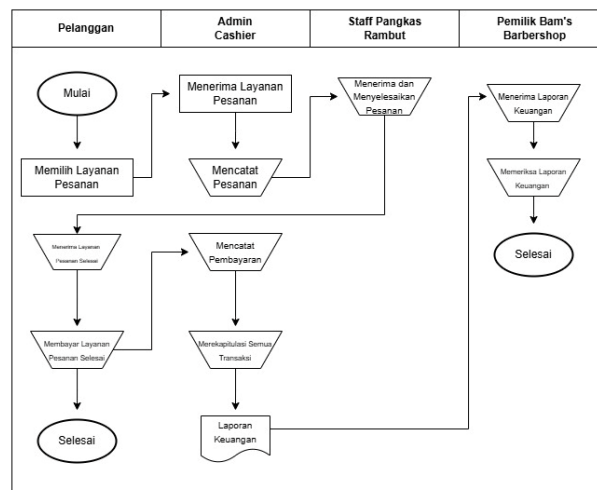 Pelanggan
Admin
Cashier
Staff Pangkas
Rambut
Pemilik Bam's
Barbershop
Mulai
Memilih Layanan
Pesanan
Menerima Layanan
Pesanan
Mencatat
Pesanan
Menerima dan
Menyelesaikan
Pesanan
Menerima Laporan
Keuangan
Memeriksa Laporan
Keuangan
Selesai
Menerima Layanan
Pesanan Selesai
Membayar Layanan
Pesanan Selesai
Selesai
Mencatat
Pembayaran
Merekapitulasi Semua
Transaksi
Laporan
Keuangan